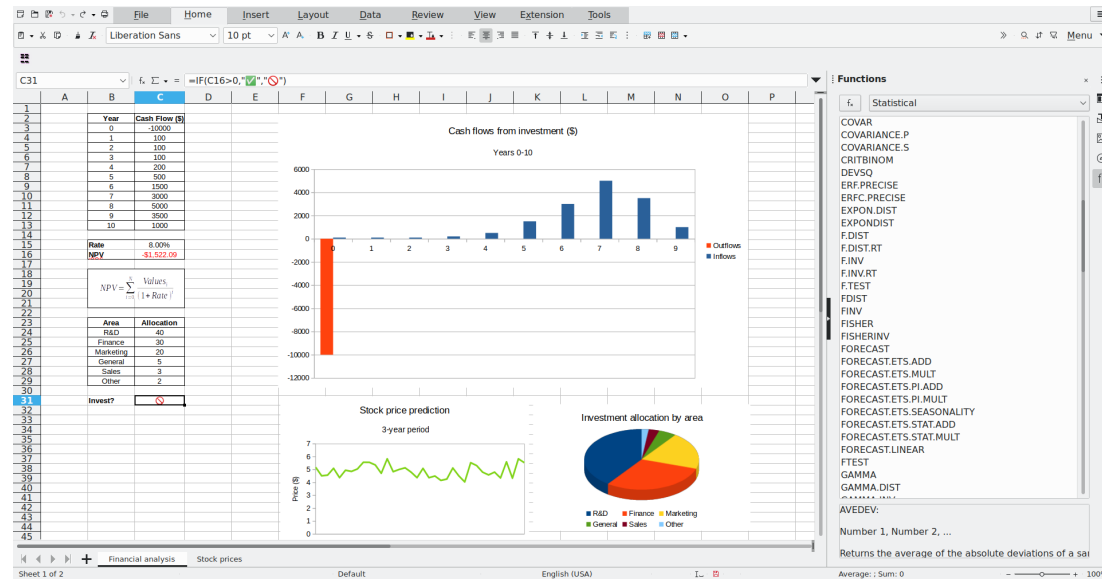 File Home Insert Layout Data Review View Extension Tools
Liberation Sans 10 pt Menu
C31 =IF(C16>0,"✅","🚫")
A B C D E F G H I J K L M N O P
Year Cash Flow ($)
0 -10000
1 100
2 100
3 100
4 200
5 500
6 1500
7 3000
8 5000
9 3500
10 1000
Rate 8.00%
NPV -$1,522.09
Area Allocation
R&D 40
Finance 30
Marketing 20
General 5
Sales 3
Other 2
Invest? 🚫
Cash flows from investment ($)
Years 0-10
6000
4000
2000
0
-2000
-4000
-6000
-8000
-10000
-12000
0 1 2 3 4 5 6 7 8 9
Outflows
Inflows
Stock price prediction
3-year period
Price ($)
7
6
5
4
3
2
1
0
Investment allocation by area
R&D Finance Marketing
General Sales Other
Functions
Statistical
COVAR
COVARIANCE.P
COVARIANCE.S
CRITBINOM
DEVSQ
ERF.PRECISE
ERFC.PRECISE
EXPON.DIST
EXPONDIST
F.DIST
F.DIST.RT
F.INV
F.INV.RT
F.TEST
FDIST
FINV
FISHER
FISHERINV
FORECAST
FORECAST.ETS.ADD
FORECAST.ETS.MULT
FORECAST.ETS.PI.ADD
FORECAST.ETS.PI.MULT
FORECAST.ETS.SEASONALITY
FORECAST.ETS.STAT.ADD
FORECAST.ETS.STAT.MULT
FORECAST.LINEAR
FTEST
GAMMA
GAMMA.DIST
AVEDEV:
Number 1, Number 2, ...
Returns the average of the absolute deviations of a sa
Financial analysis Stock prices
Sheet 1 of 2 Default English (USA) Average: ; Sum: 0 100%